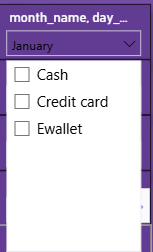 month_name, day_...
January
Cash
Credit card
Ewallet